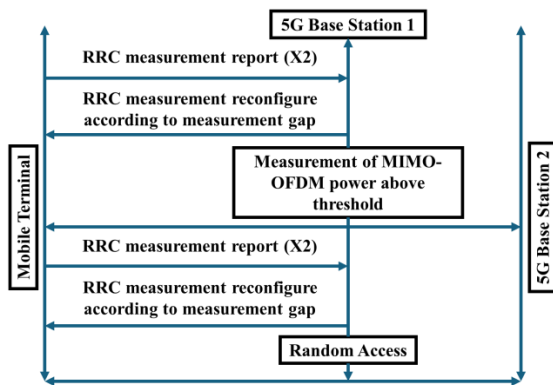 5G Base Station 1
RRC measurement report (X2)
RRC measurement reconfigure
according to measurement gap
Measurement of MIMO-
OFDM power above
threshold
Mobile Terminal
5G Base Station 2
RRC measurement report (X2)
RRC measurement reconfigure
according to measurement gap
Random Access